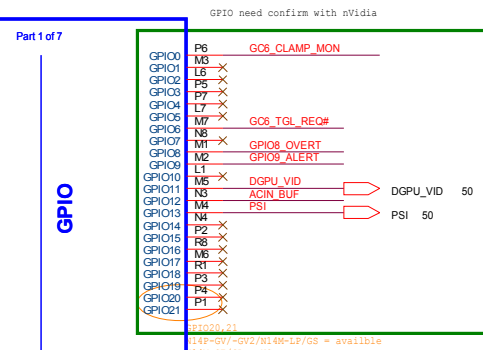 GPIO need confirm with nVidia
Part 1 of 7
GPIO
GPIO0 P6 GC6_CLAMP_MON
GPIO1 M3
GPIO2 L6
GPIO3 P5
GPIO4 P7
GPIO5 L7
GPIO6 M7 GC6_TGL_REQ#
GPIO7 N8
GPIO8 M1 GPIO8_OVERT
GPIO9 M2 GPIO9_ALERT
GPIO10 L1
GPIO11 M5 DGPU_VID DGPU_VID 50
GPIO12 N3 ACIN_BUF
GPIO13 M4 PSI PSI 50
GPIO14 N4
GPIO15 P2
GPIO16 R8
GPIO17 M6
GPIO18 R1
GPIO19 P3
GPIO20 P4
GPIO21 P1
GPIO20,21
N14P-GV/-GV2/N14M-LP/GS = availble